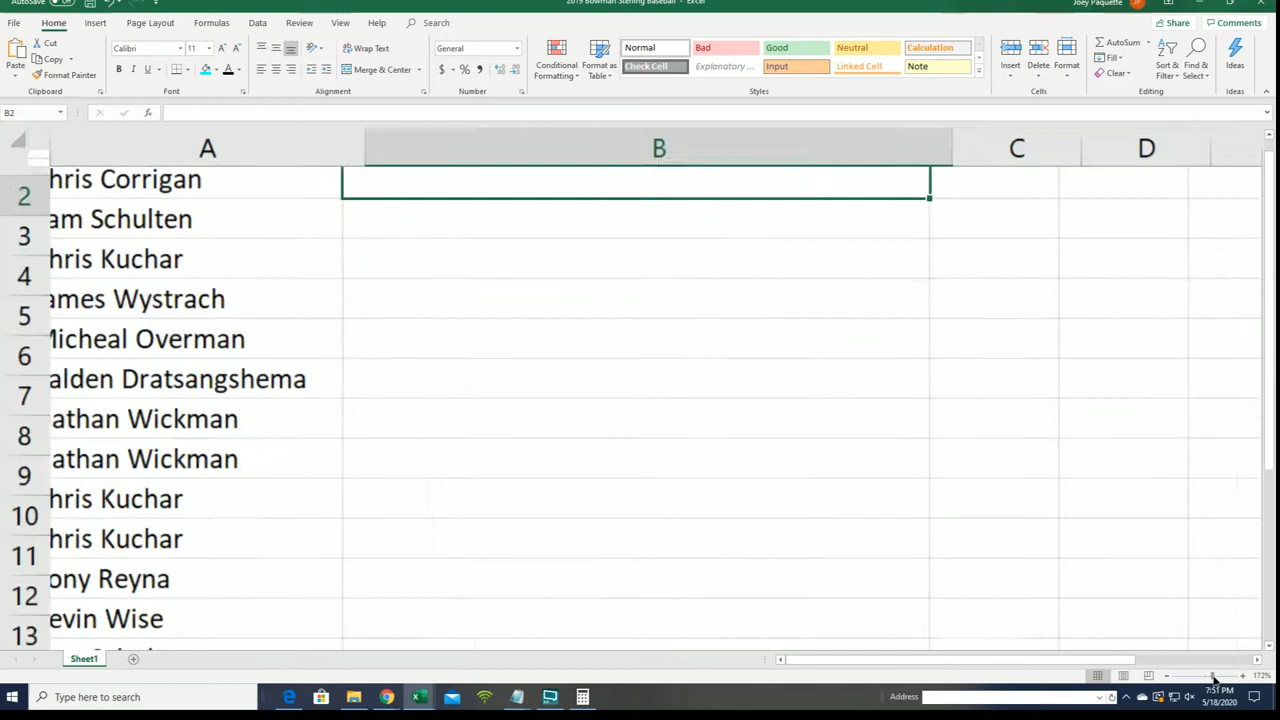 AutoSave Off 2019 Bowman Sterling Baseball - Excel Joey Paquette JP
File Home Insert Page Layout Formulas Data Review View Help Search Share Comments
Paste Cut Copy Format Painter Clipboard
Calibri 11 A A B I U A Font
Wrap Text Merge & Center Alignment
General $ % , Number
Conditional Formatting Format as Table
Normal Bad Good Neutral Calculation
Check Cell Explanatory ... Input Linked Cell Note
Styles
Insert Delete Format Cells
AutoSum Fill Clear Sort & Filter Find & Select Editing
Ideas Ideas
B2 fx
A B C D
2 hris Corrigan
3 am Schulten
4 hris Kuchar
5 ames Wystrach
6 Micheal Overman
7 alden Dratsangshema
8 athan Wickman
9 athan Wickman
10 hris Kuchar
11 hris Kuchar
12 ony Reyna
13 evin Wise
Sheet1
172%
Type here to search Address 7:51 PM
5/18/2020